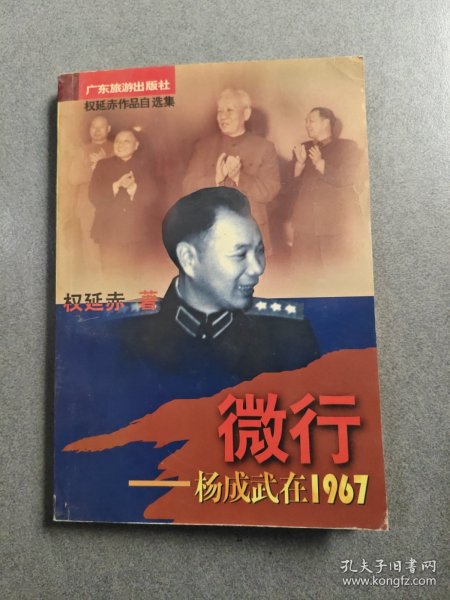 广东旅游出版社
权延赤作品自选集
权延赤 著
微行
——杨成武在1967
孔夫子旧书网
www.kongfz.com